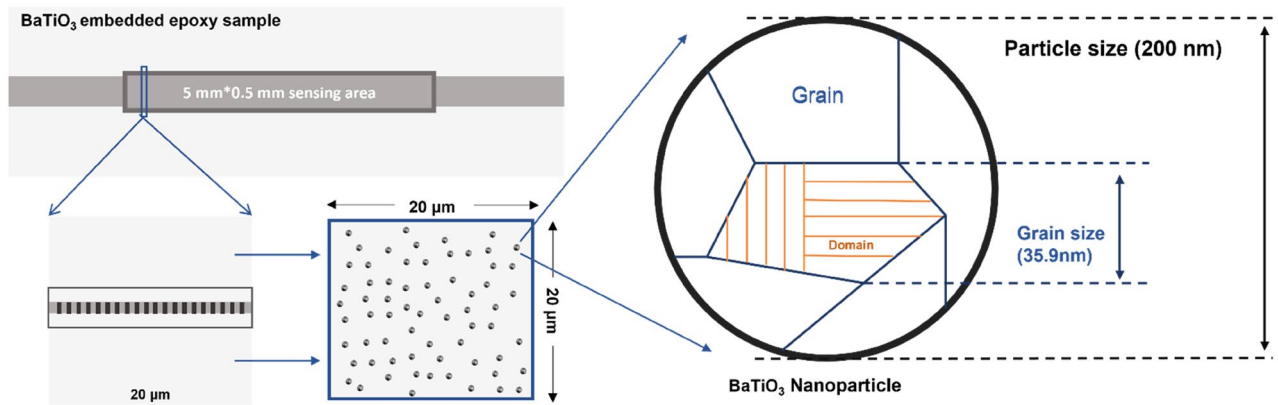 BaTiO₃ embedded epoxy sample
5 mm*0.5 mm sensing area
20 µm
20 µm
20 µm
Particle size (200 nm)
Grain
Domain
Grain size
(35.9nm)
BaTiO₃ Nanoparticle